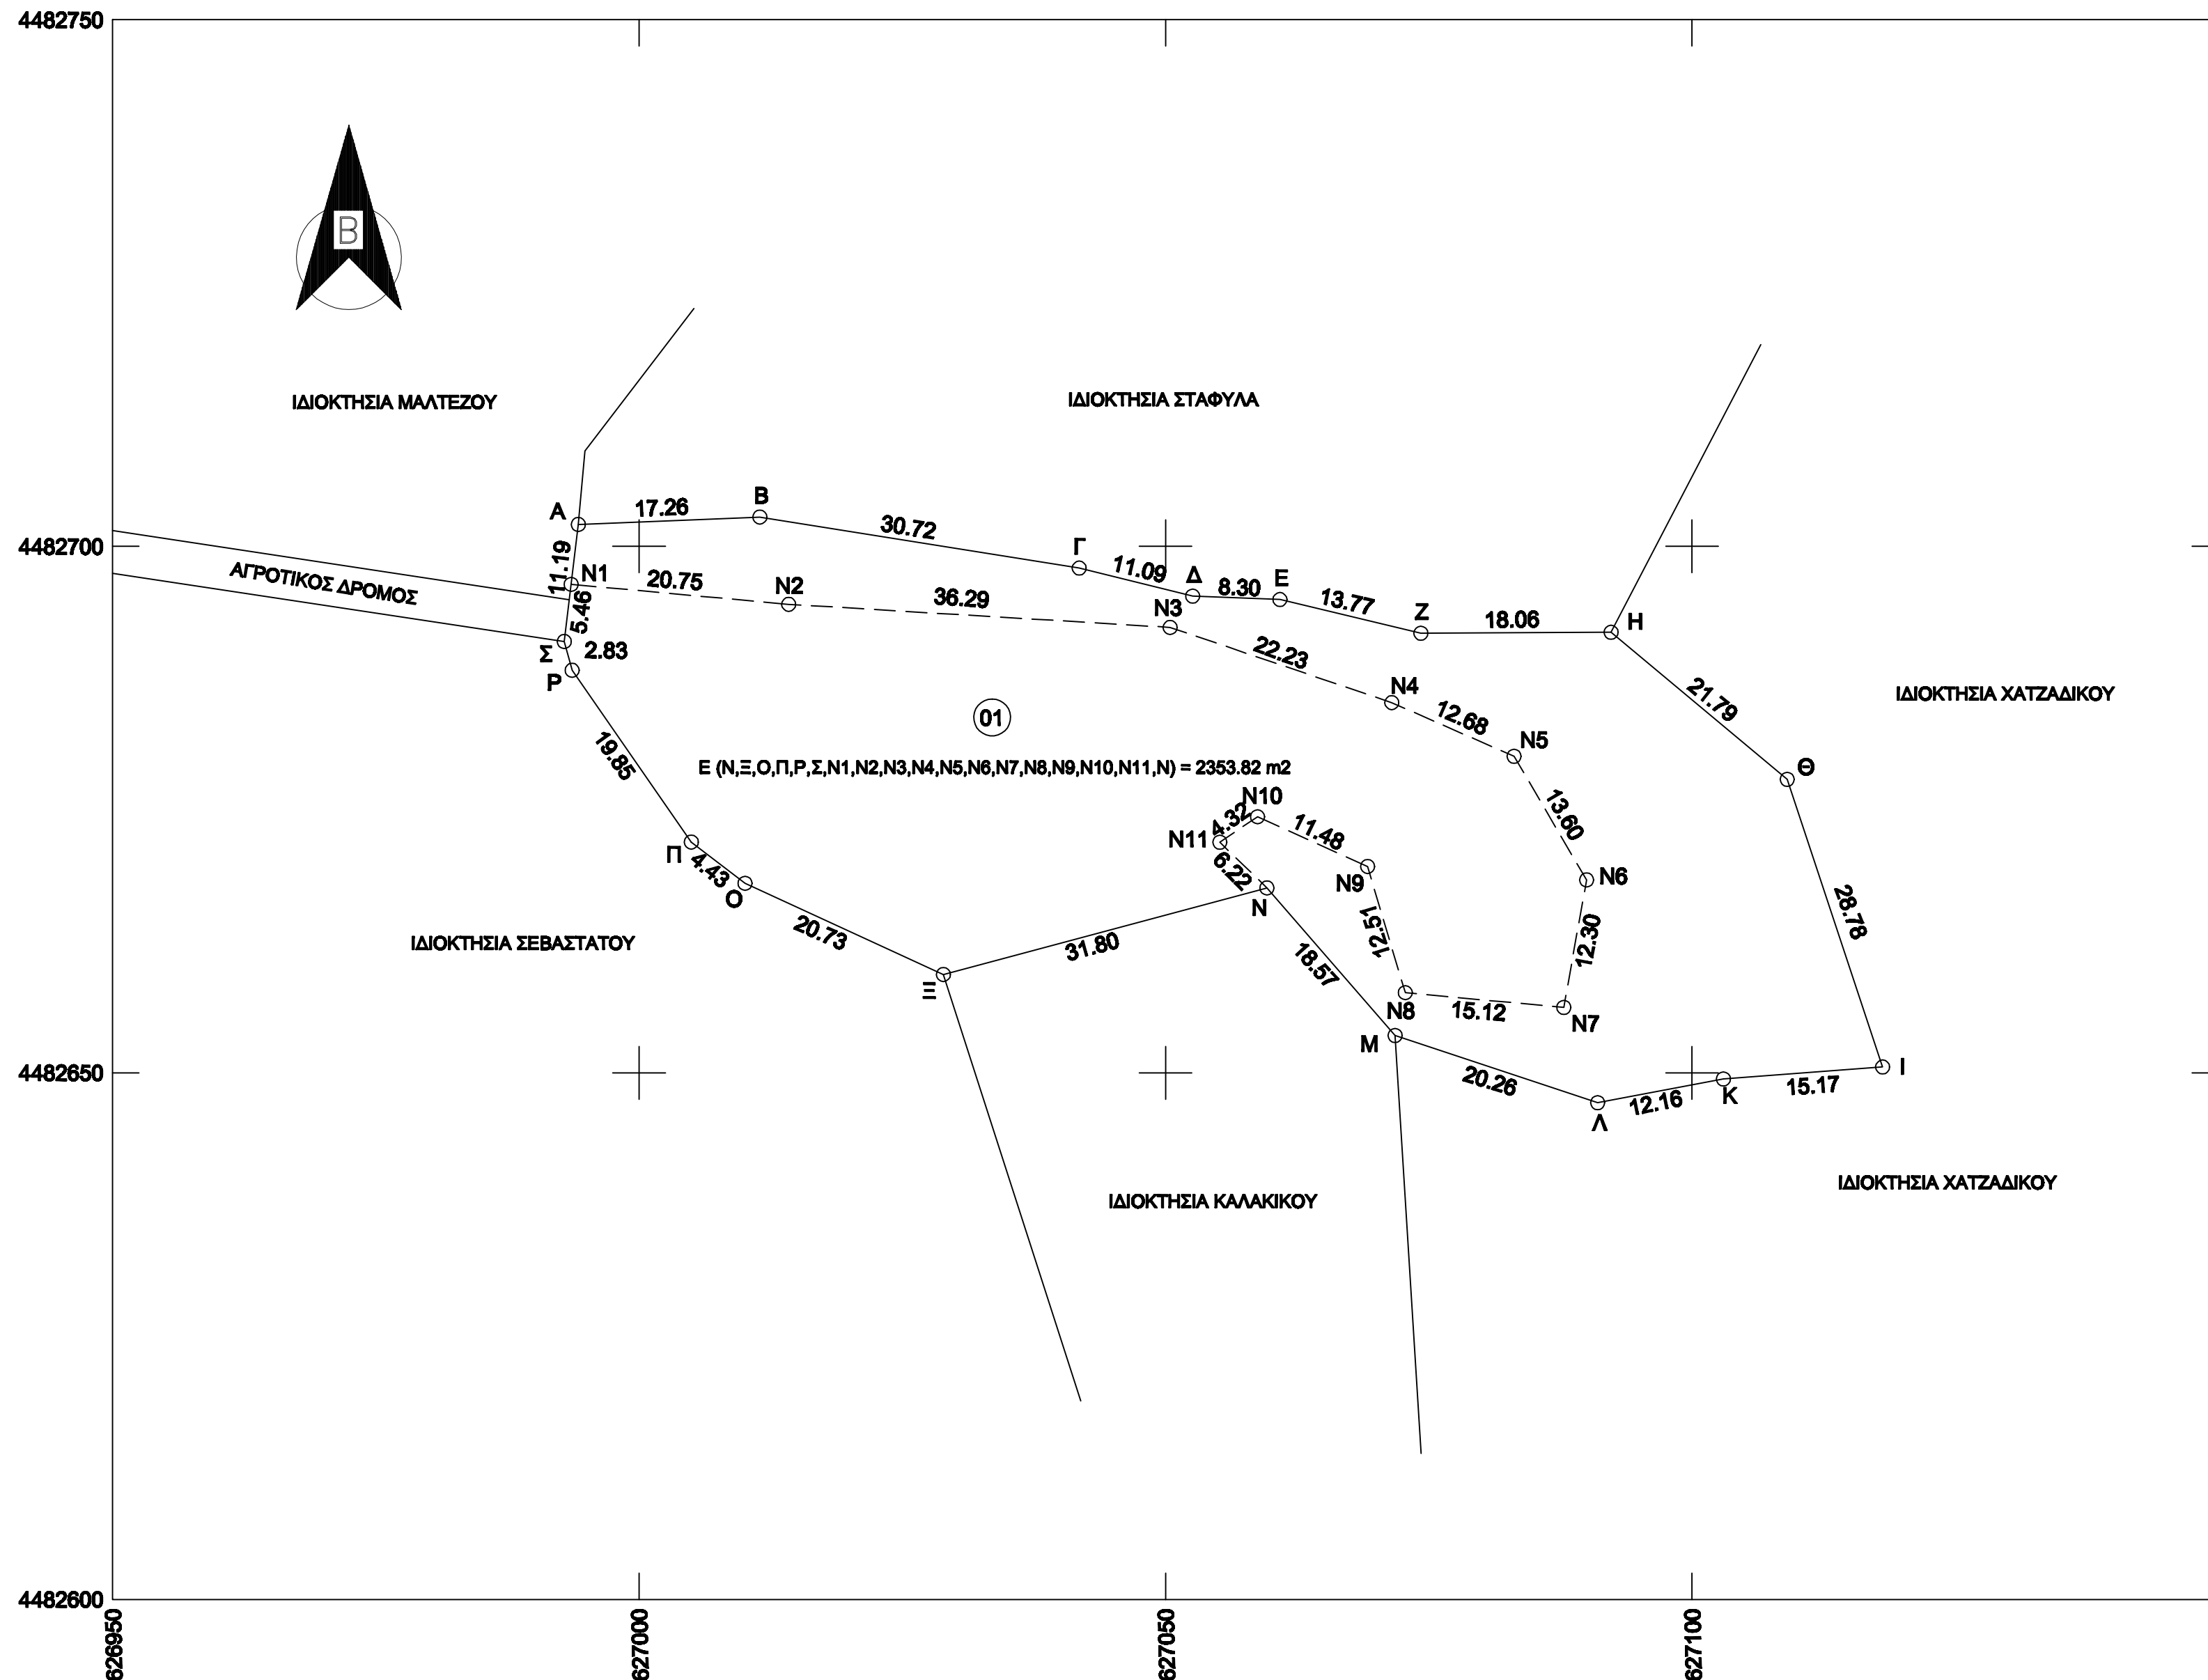 4482750
B
ΙΔΙΟΚΤΗΣΙΑ ΜΑΛΤΕΖΟΥ
ΙΔΙΟΚΤΗΣΙΑ ΣΤΑΦΥΛΑ
Α
17.26
Β
30.72
Γ
11.09
Δ
8.30
Ε
13.77
Ζ
18.06
Η
4482700
ΑΓΡΟΤΙΚΟΣ ΔΡΟΜΟΣ
11.19
Ν1
20.75
Ν2
36.29
Ν3
5.46
Σ
2.83
Ρ
22.23
Ν4
12.68
Ν5
21.79
ΙΔΙΟΚΤΗΣΙΑ ΧΑΤΖΑΔΙΚΟΥ
01
19.85
Ε (Ν,Ξ,Ο,Π,Ρ,Σ,Ν1,Ν2,Ν3,Ν4,Ν5,Ν6,Ν7,Ν8,Ν9,Ν10,Ν11,Ν) = 2353.82 m2
Θ
Ν10
4.32
11.48
13.60
Ν11
Π
4.43
Ο
6.22
Ν9
Ν6
Ν
20.73
12.51
12.30
28.78
ΙΔΙΟΚΤΗΣΙΑ ΣΕΒΑΣΤΑΤΟΥ
31.80
18.57
Ξ
Ν8
15.12
Ν7
Μ
4482650
20.26
12.16
Κ
15.17
Ι
Λ
ΙΔΙΟΚΤΗΣΙΑ ΚΑΛΑΚΙΚΟΥ
ΙΔΙΟΚΤΗΣΙΑ ΧΑΤΖΑΔΙΚΟΥ
4482600
626950
627000
627050
627100